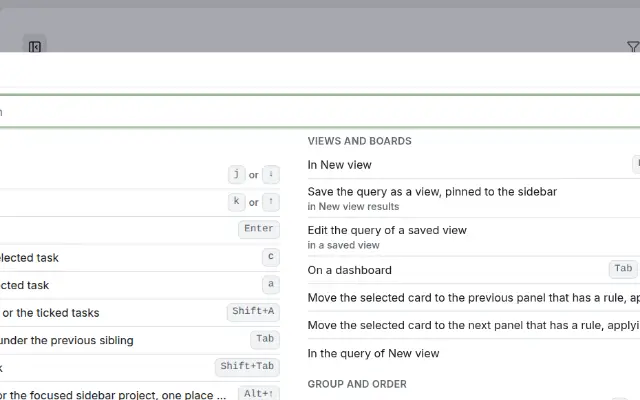 j or ↓
k or ↑
Enter
elected task c
cted task a
or the ticked tasks Shift+A
under the previous sibling Tab
Shift+Tab
or the focused sidebar project, one place ... Alt+↑
VIEWS AND BOARDS
In New view
Save the query as a view, pinned to the sidebar
in New view results
Edit the query of a saved view
in a saved view
On a dashboard Tab
Move the selected card to the previous panel that has a rule, ap
Move the selected card to the next panel that has a rule, applyi
In the query of New view
GROUP AND ORDER